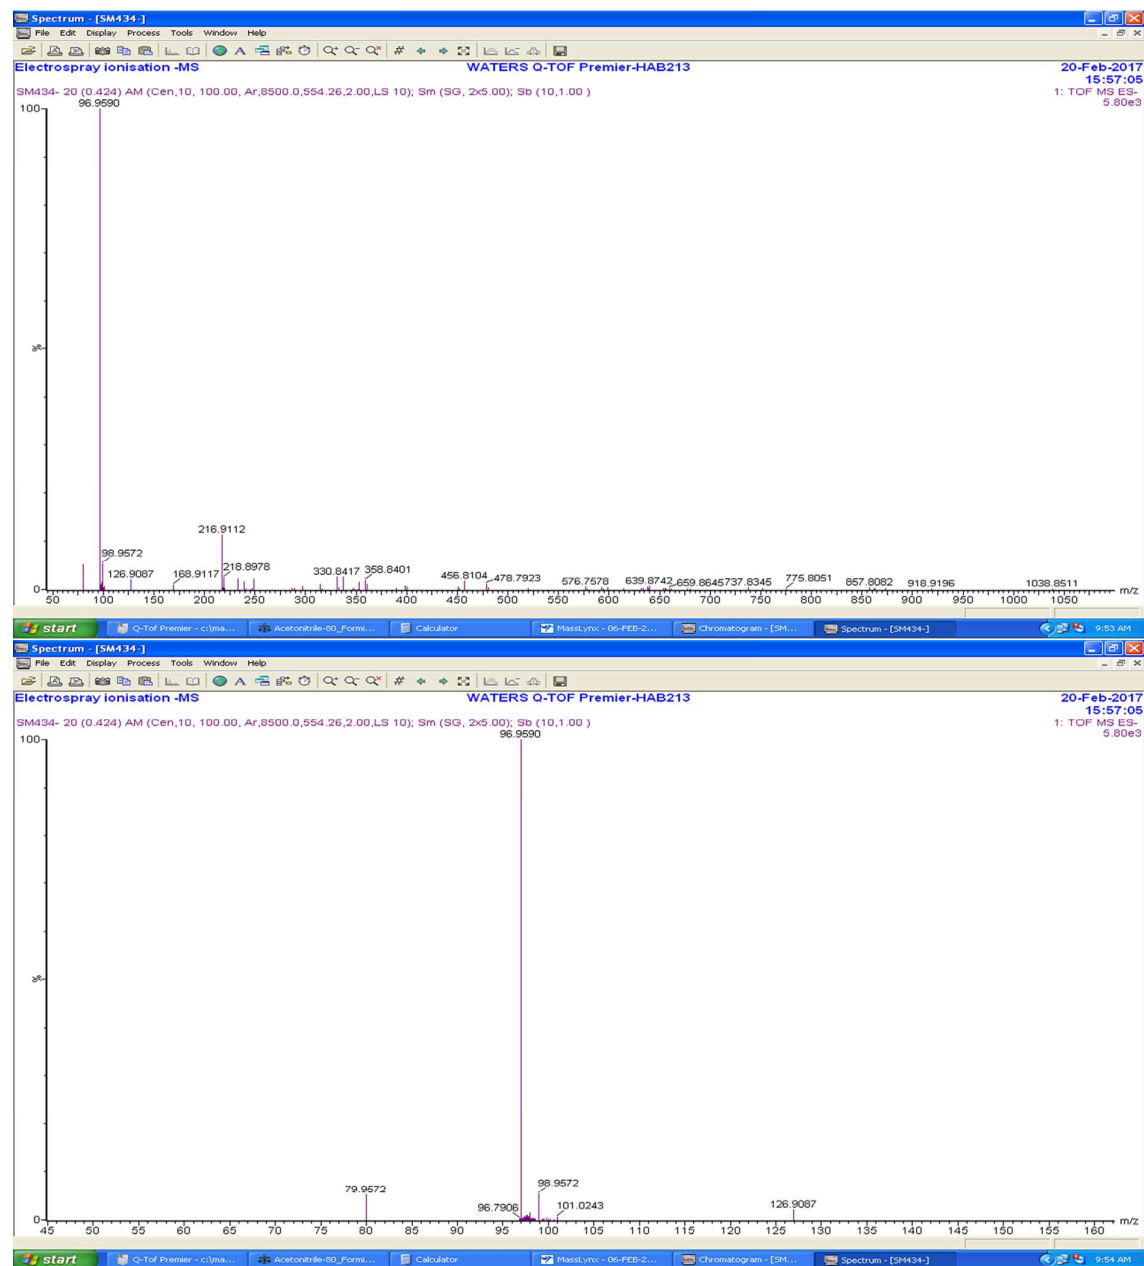 Spectrum - [SM434-]
File Edit Display Process Tools Window Help
Electrospray ionisation -MS WATERS Q-TOF Premier-HAB213 20-Feb-2017
15:57:05
SM434- 20 (0.424) AM (Cen,10, 100.00, Ar,8500.0,554.26,2.00,LS 10); Sm (SG, 2x5.00); Sb (10,1.00 ) 1: TOF MS ES-
5.80e3
96.9590
100
%
216.9112
98.9572
126.9087 168.9117 218.8978 330.8417 358.8401 456.8104 478.7923 576.7578 639.8742 659.8645 737.8345 775.8051 857.8082 918.9196 1038.8511
0
50 100 150 200 250 300 350 400 450 500 550 600 650 700 750 800 850 900 950 1000 1050 m/z
start Q-Tof Premier - c:\ma... Acetonitrile-80_Formi... Calculator MassLynx - 06-FEB-2... Chromatogram - [SM... Spectrum - [SM434-] 9:53 AM
Spectrum - [SM434-]
File Edit Display Process Tools Window Help
Electrospray ionisation -MS WATERS Q-TOF Premier-HAB213 20-Feb-2017
15:57:05
SM434- 20 (0.424) AM (Cen,10, 100.00, Ar,8500.0,554.26,2.00,LS 10); Sm (SG, 2x5.00); Sb (10,1.00 ) 1: TOF MS ES-
5.80e3
96.9590
100
%
79.9572 98.9572
96.7906 101.0243 126.9087
0
45 50 55 60 65 70 75 80 85 90 95 100 105 110 115 120 125 130 135 140 145 150 155 160 m/z
start Q-Tof Premier - c:\ma... Acetonitrile-80_Formi... Calculator MassLynx - 06-FEB-2... Chromatogram - [SM... Spectrum - [SM434-] 9:54 AM